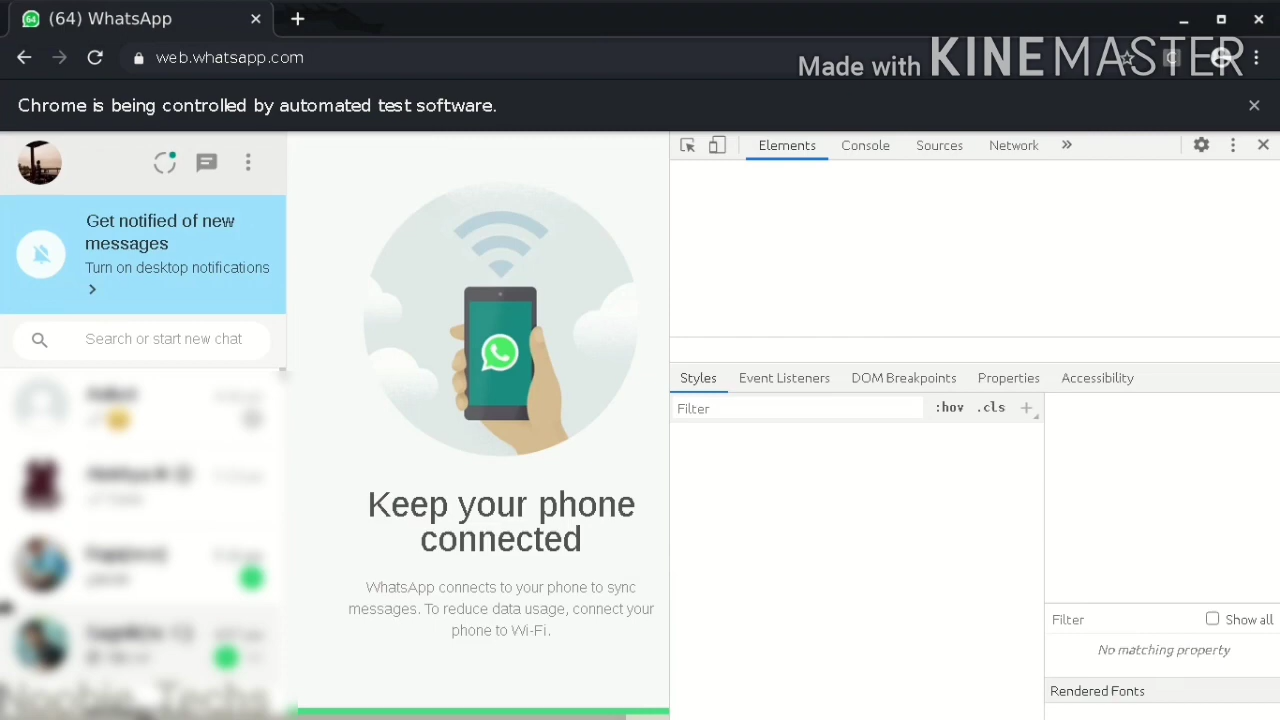 (64) WhatsApp
web.whatsapp.com
Made with KINEMASTER
Chrome is being controlled by automated test software.
Elements
Console
Sources
Network
Get notified of new
messages
Turn on desktop notifications
Search or start new chat
Styles
Event Listeners
DOM Breakpoints
Properties
Accessibility
Filter
:hov
.cls
Keep your phone
connected
WhatsApp connects to your phone to sync
messages. To reduce data usage, connect your
phone to Wi-Fi.
Filter
Show all
No matching property
Rendered Fonts
Noobie Techs